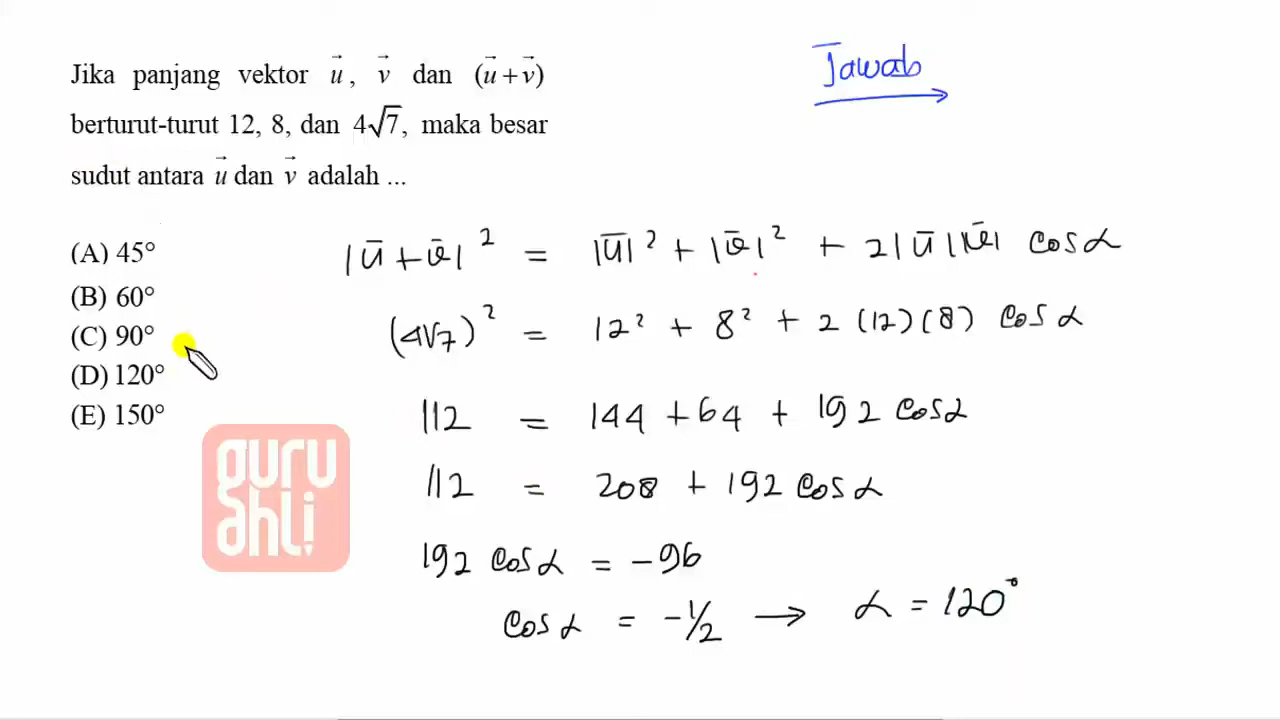 Jika panjang vektor u⃗, v⃗ dan (u⃗+v⃗)
berturut-turut 12, 8, dan 4√7, maka besar
sudut antara u⃗ dan v⃗ adalah ...
(A) 45°
(B) 60°
(C) 90°
(D) 120°
(E) 150°
Jawab
|ū + v̄|² = |ū|² + |v̄|² + 2|ū||v̄| cos α
(4√7)² = 12² + 8² + 2 (12)(8) cos α
112 = 144 + 64 + 192 cos α
112 = 208 + 192 cos α
192 cos α = -96
cos α = -1/2 → α = 120°
guru
ahli